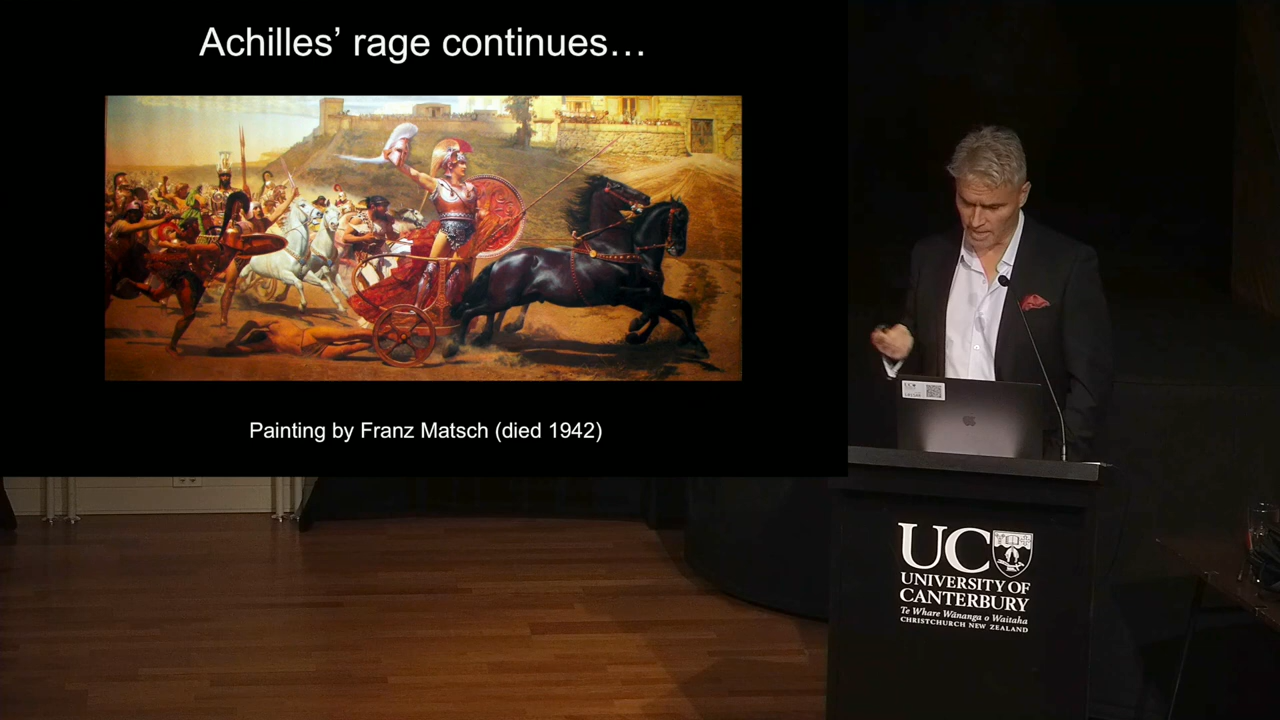 Achilles’ rage continues…
Painting by Franz Matsch (died 1942)
UC
UC
UNIVERSITY OF
CANTERBURY
Te Whare Wānanga o Waitaha
CHRISTCHURCH NEW ZEALAND